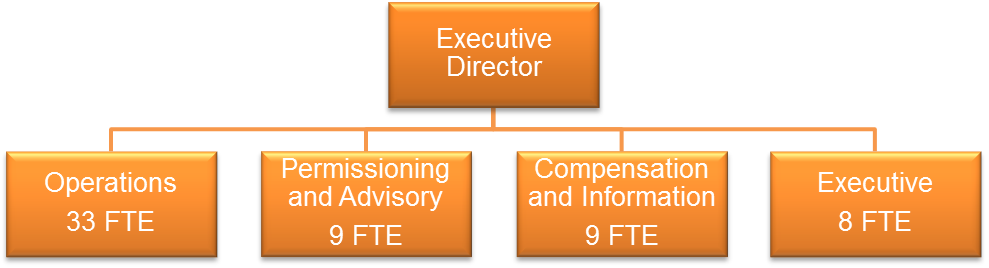 Executive
Director
Operations
33 FTE
Permissioning
and Advisory
9 FTE
Compensation
and Information
9 FTE
Executive
8 FTE